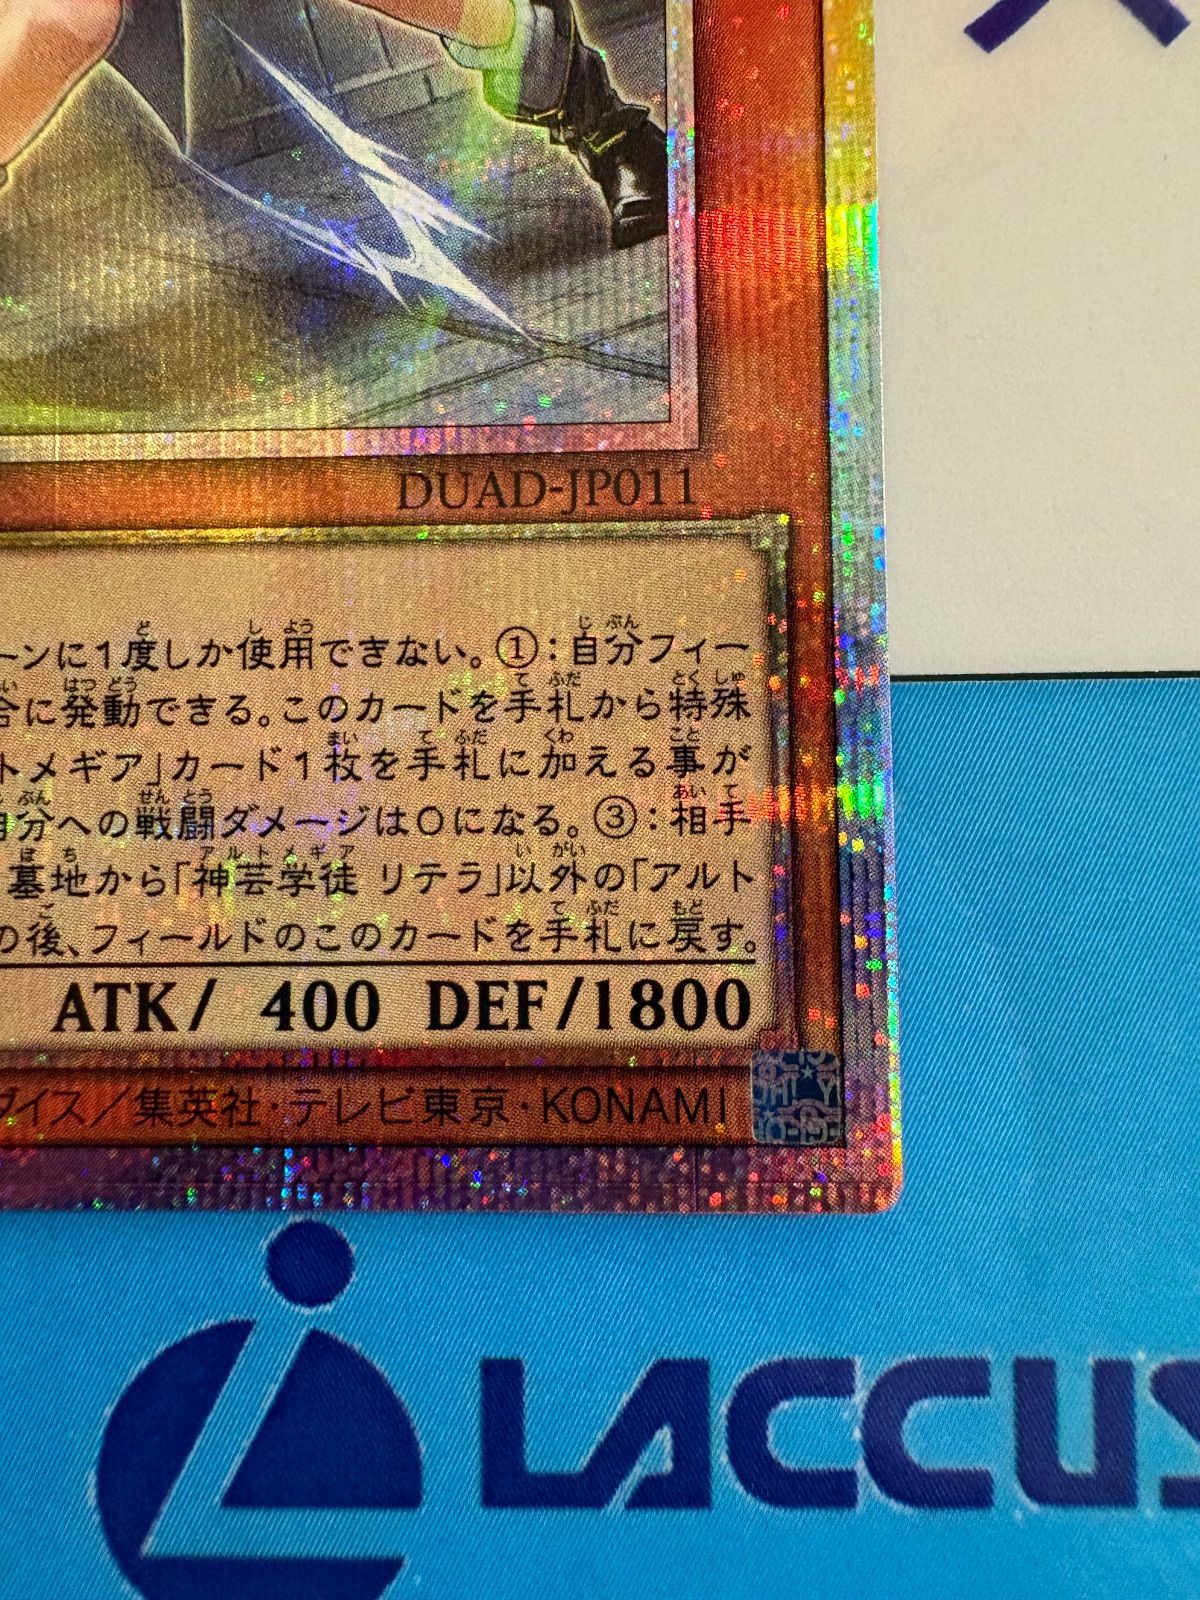 DUAD-JP011
ーンに1度しか使用できない。①：自分フィー
合に発動できる。このカードを手札から特殊
トメギア」カード1枚を手札に加える事が
自分への戦闘ダメージは0になる。③：相手
墓地から「神芸学徒 リテラ」以外の「アルト
の後、フィールドのこのカードを手札に戻す。
ATK/ 400 DEF/1800
ダイス／集英社・テレビ東京・KONAMI
LACCUS